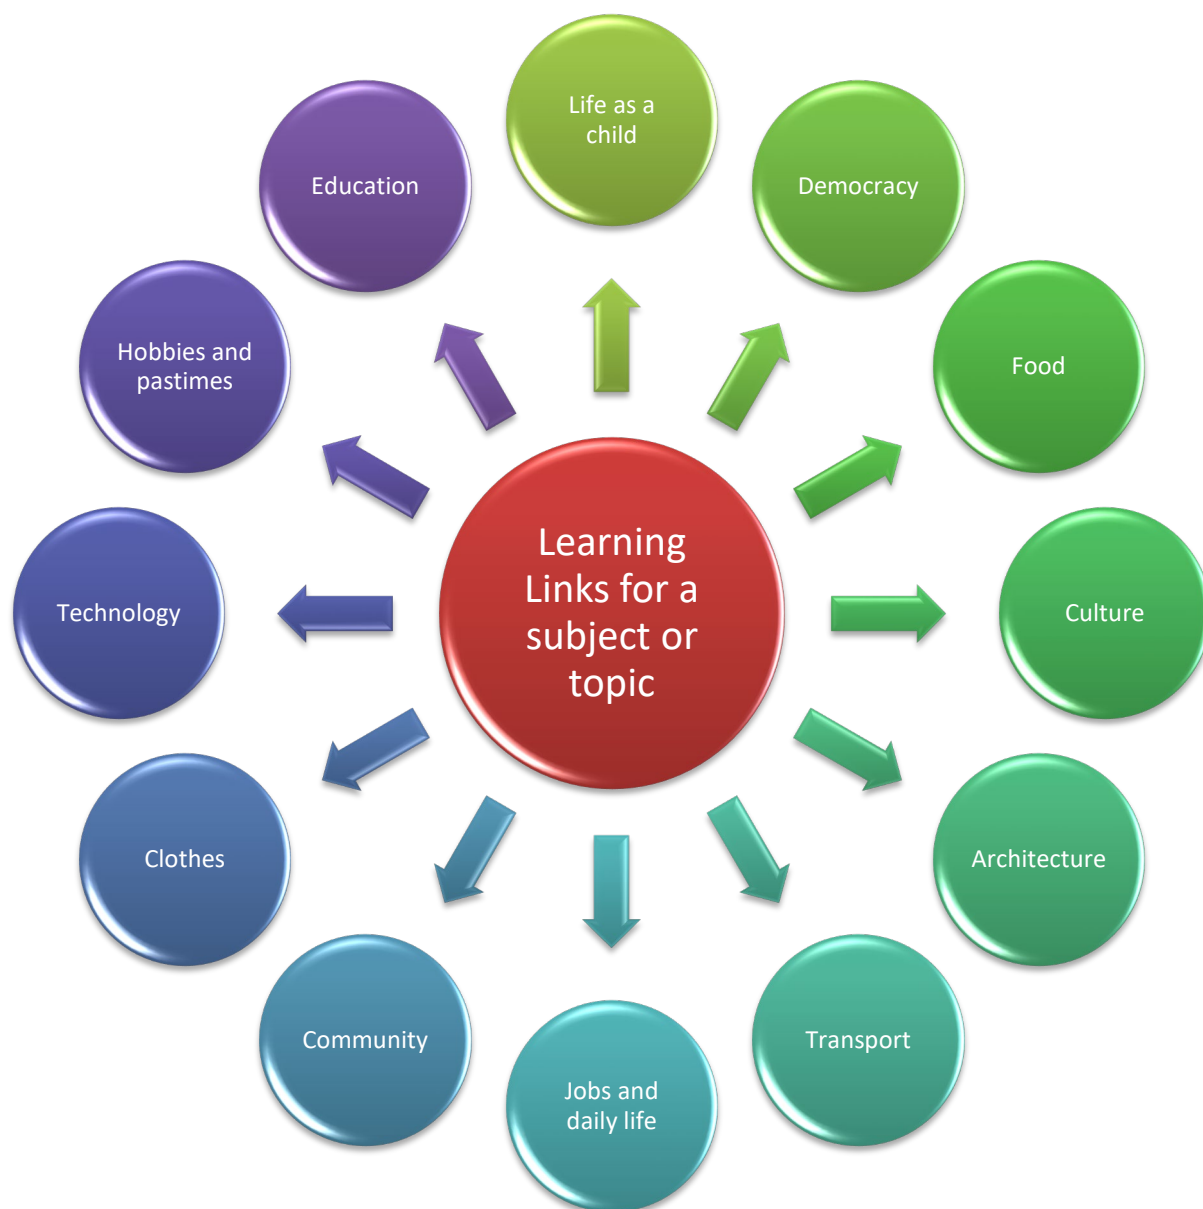 Life as a
child
Democracy
Food
Culture
Architecture
Transport
Jobs and
daily life
Community
Clothes
Technology
Hobbies and
pastimes
Education
Learning
Links for a
subject or
topic